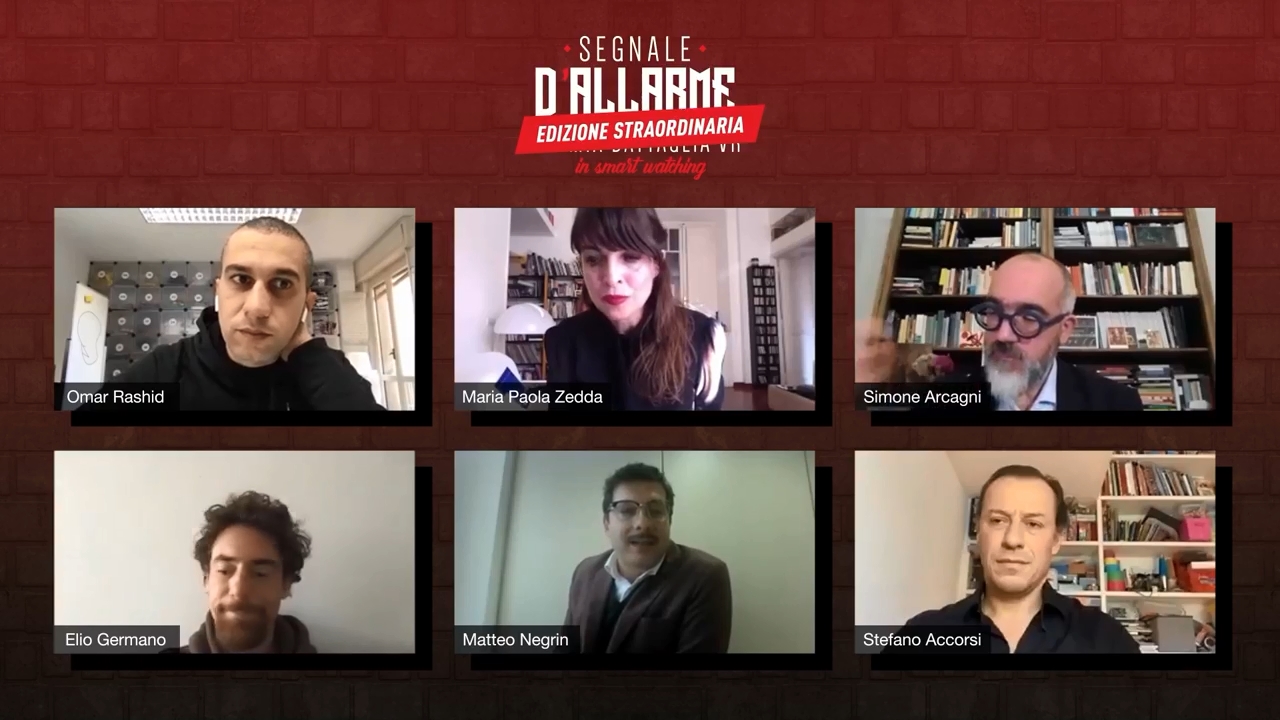 SEGNALE
D'ALLARME
EDIZIONE STRAORDINARIA
in smart watching
Omar Rashid
Maria Paola Zedda
Simone Arcagni
Elio Germano
Matteo Negrin
Stefano Accorsi